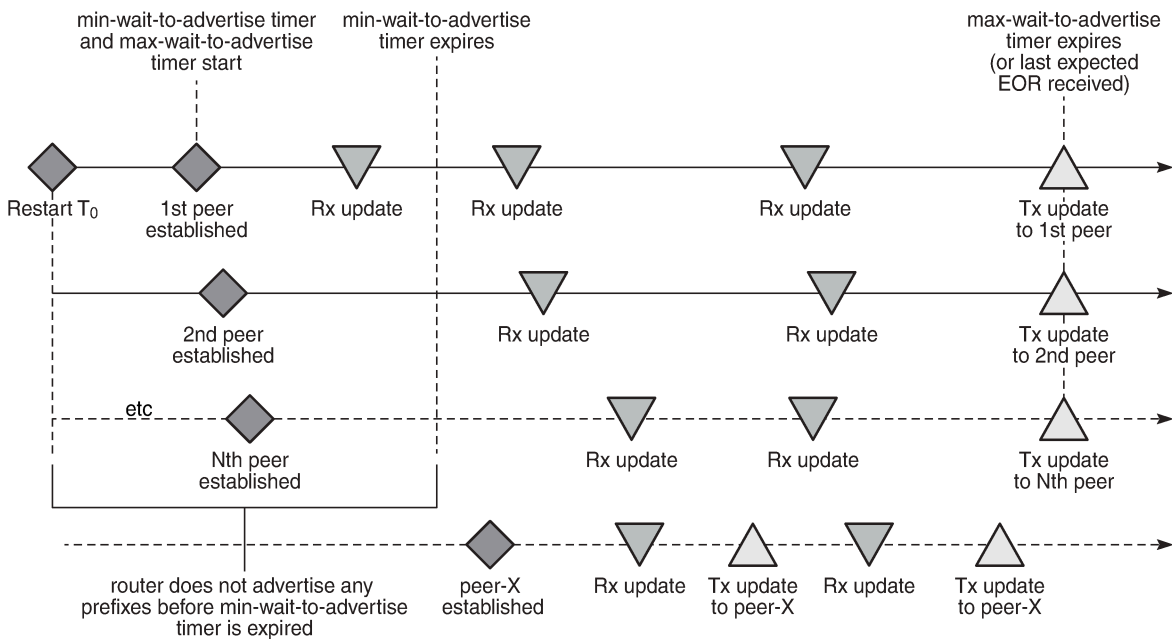 min-wait-to-advertise timer
and max-wait-to-advertise
timer start
min-wait-to-advertise
timer expires
max-wait-to-advertise
timer expires
(or last expected
EOR received)
Restart T0
1st peer
established
Rx update
Rx update
Rx update
Tx update
to 1st peer
2nd peer
established
Rx update
Rx update
Tx update
to 2nd peer
etc
Nth peer
established
Rx update
Rx update
Tx update
to Nth peer
router does not advertise any
prefixes before min-wait-to-advertise
timer is expired
peer-X
established
Rx update
Tx update
to peer-X
Rx update
Tx update
to peer-X